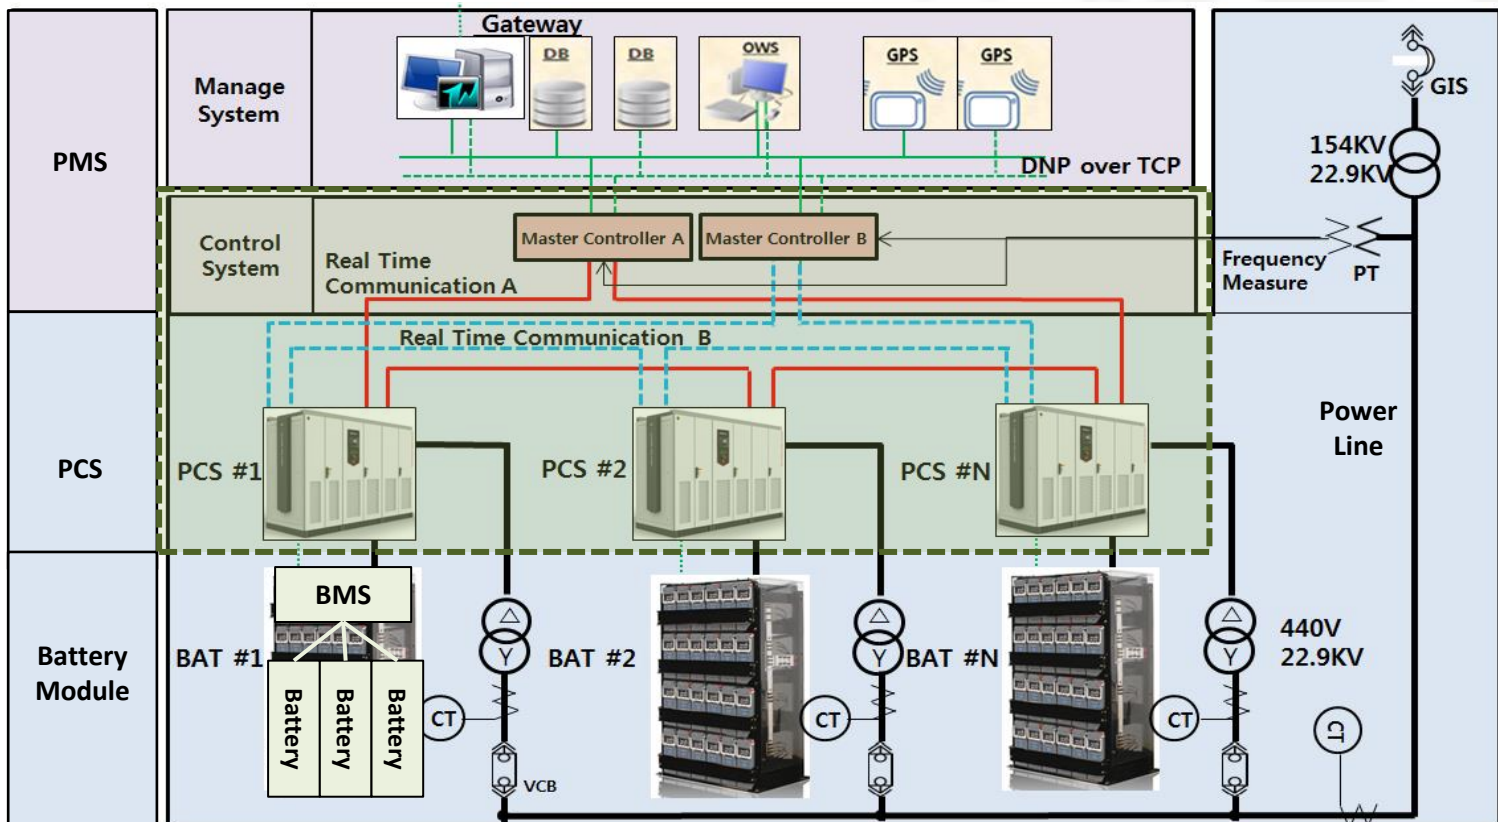 Gateway
DB
DB
OWS
GPS
GPS
GIS
Manage
System
PMS
154KV
22.9KV
DNP over TCP
Control
System
Master Controller A
Master Controller B
Real Time
Communication A
Frequency
Measure
PT
Real Time Communication B
Power
Line
PCS
PCS #1
PCS #2
PCS #N
BMS
Battery
Module
BAT #1
BAT #2
BAT #N
440V
22.9KV
Battery
Battery
Battery
CT
CT
CT
CT
VCB
Y
Y
Y